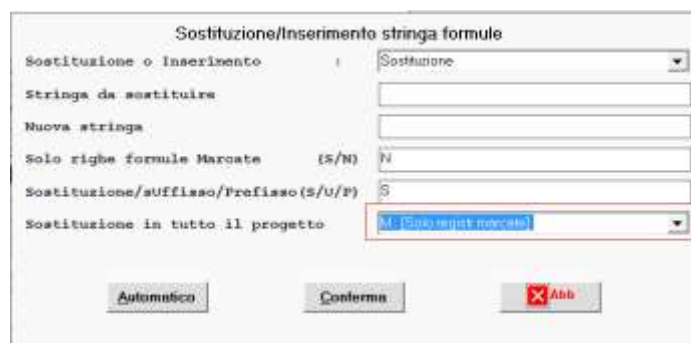 Sostituzione/Inserimento stringa formule
Sostituzione o Inserimento : Sostituzione
Stringa da sostituire
Nuova stringa
Solo righe formule Marcate (S/N) N
Sostituzione/sUffisso/Prefisso(S/U/P) S
Sostituzione in tutto il progetto M: [Solo registr marcate]
Automatico Conferma Abb